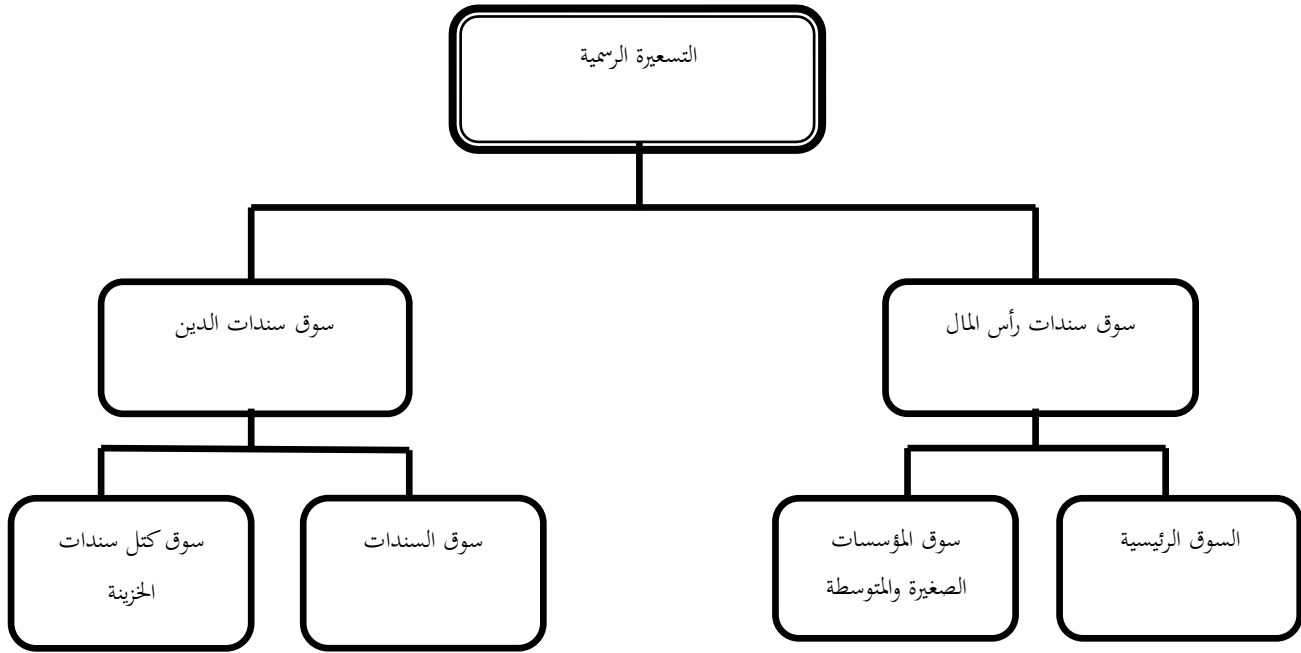 التسعيرة الرسمية
سوق سندات رأس المال
سوق سندات الدين
السوق الرئيسية
سوق المؤسسات
الصغيرة والمتوسطة
سوق السندات
سوق كتل سندات
الخزينة